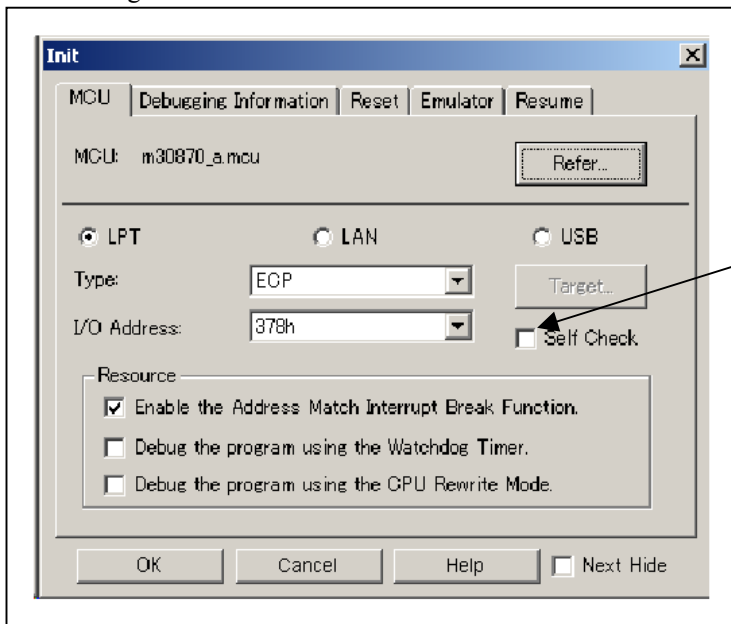 Init
MCU Debugging Information Reset Emulator Resume
MCU: m30870_a.mcu Refer...
LPT LAN USB
Type: ECP Target...
I/O Address: 378h Self Check
Resource
Enable the Address Match Interrupt Break Function.
Debug the program using the Watchdog Timer.
Debug the program using the CPU Rewrite Mode.
OK Cancel Help Next Hide